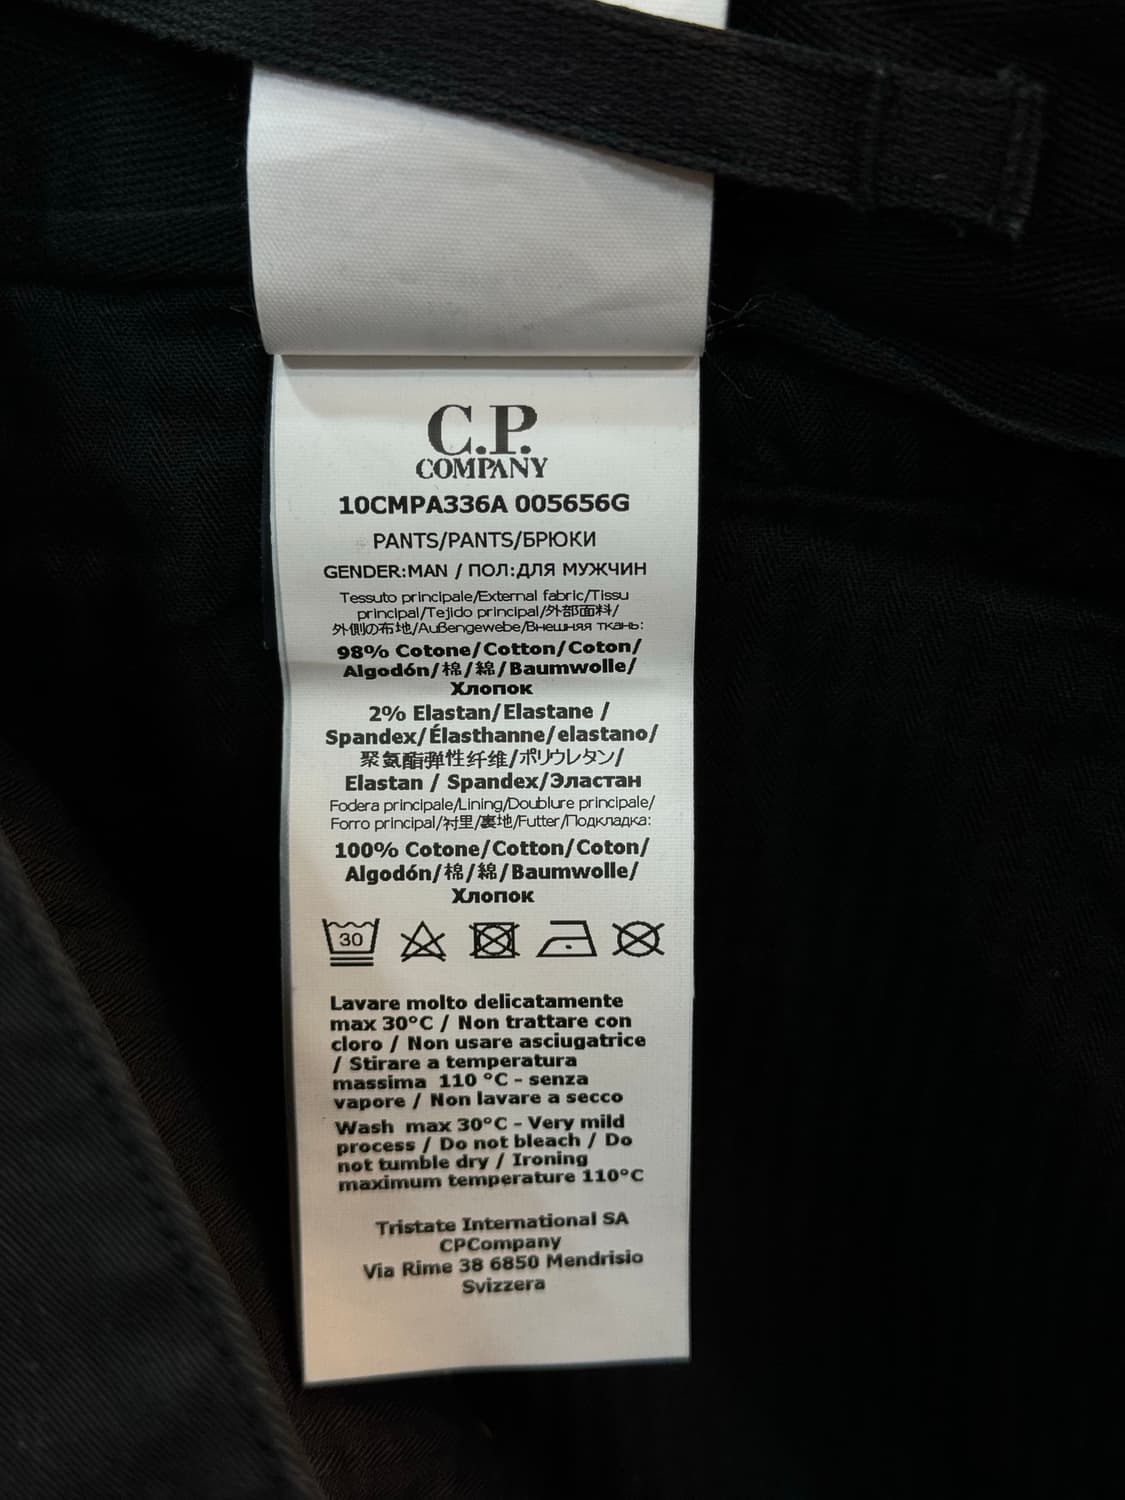 C.P.
COMPANY
10CMPA336A 005656G
PANTS/PANTS/БРЮКИ
GENDER:MAN / ПОЛ:ДЛЯ МУЖЧИН
Tessuto principale/External fabric/Tissu
principal/Tejido principal/外部面料/
外側の布地/Außengewebe/Внешняя ткань:
98% Cotone/Cotton/Coton/
Algodón/棉/綿/Baumwolle/
Хлопок
2% Elastan/Elastane /
Spandex/Élasthanne/elastano/
聚氨酯弹性纤维/ポリウレタン/
Elastan / Spandex/Эластан
Fodera principale/Lining/Doublure principale/
Forro principal/衬里/裏地/Futter/Подкладка:
100% Cotone/Cotton/Coton/
Algodón/棉/綿/Baumwolle/
Хлопок
30
Lavare molto delicatamente
max 30°C / Non trattare con
cloro / Non usare asciugatrice
/ Stirare a temperatura
massima 110 °C - senza
vapore / Non lavare a secco
Wash max 30°C - Very mild
process / Do not bleach / Do
not tumble dry / Ironing
maximum temperature 110°C
Tristate International SA
CPCompany
Via Rime 38 6850 Mendrisio
Svizzera